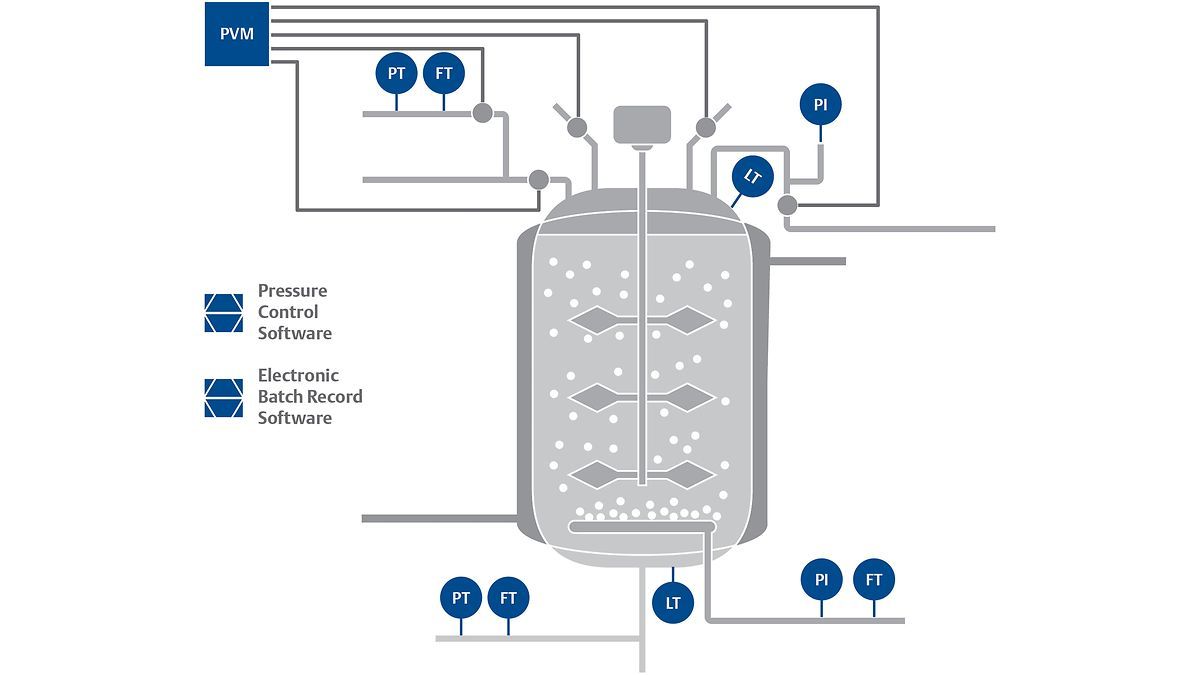 PVM
PT
FT
PI
LT
Pressure
Control
Software
Electronic
Batch Record
Software
PT
FT
LT
PI
FT